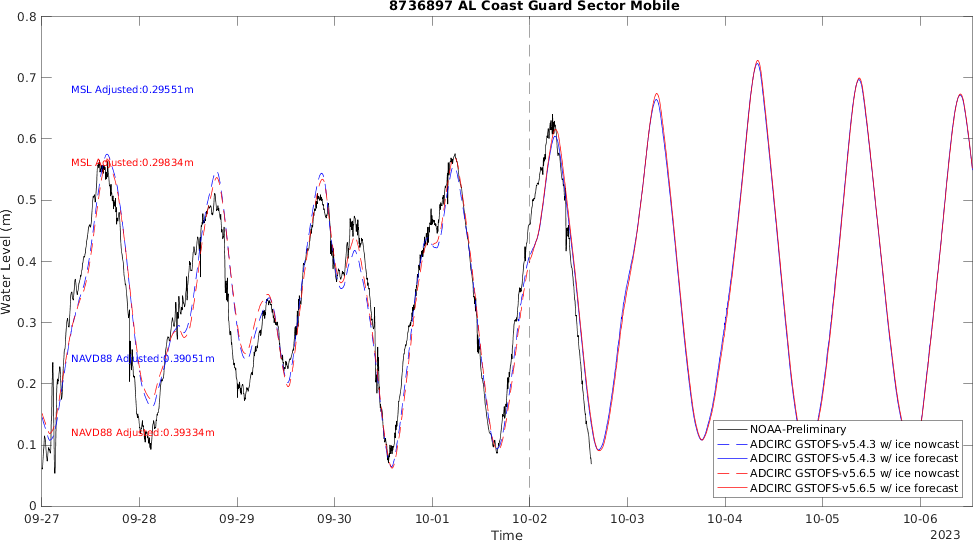 8736897 AL Coast Guard Sector Mobile
0.8
0.7
0.6
0.5
0.4
0.3
0.2
0.1
0
Water Level (m)
MSL Adjusted:0.29551m
MSL Adjusted:0.29834m
NAVD88 Adjusted:0.39051m
NAVD88 Adjusted:0.39334m
NOAA-Preliminary
ADCIRC GSTOFS-v5.4.3 w/ ice nowcast
ADCIRC GSTOFS-v5.4.3 w/ ice forecast
ADCIRC GSTOFS-v5.6.5 w/ ice nowcast
ADCIRC GSTOFS-v5.6.5 w/ ice forecast
09-27 09-28 09-29 09-30 10-01 10-02 10-03 10-04 10-05 10-06
Time
2023